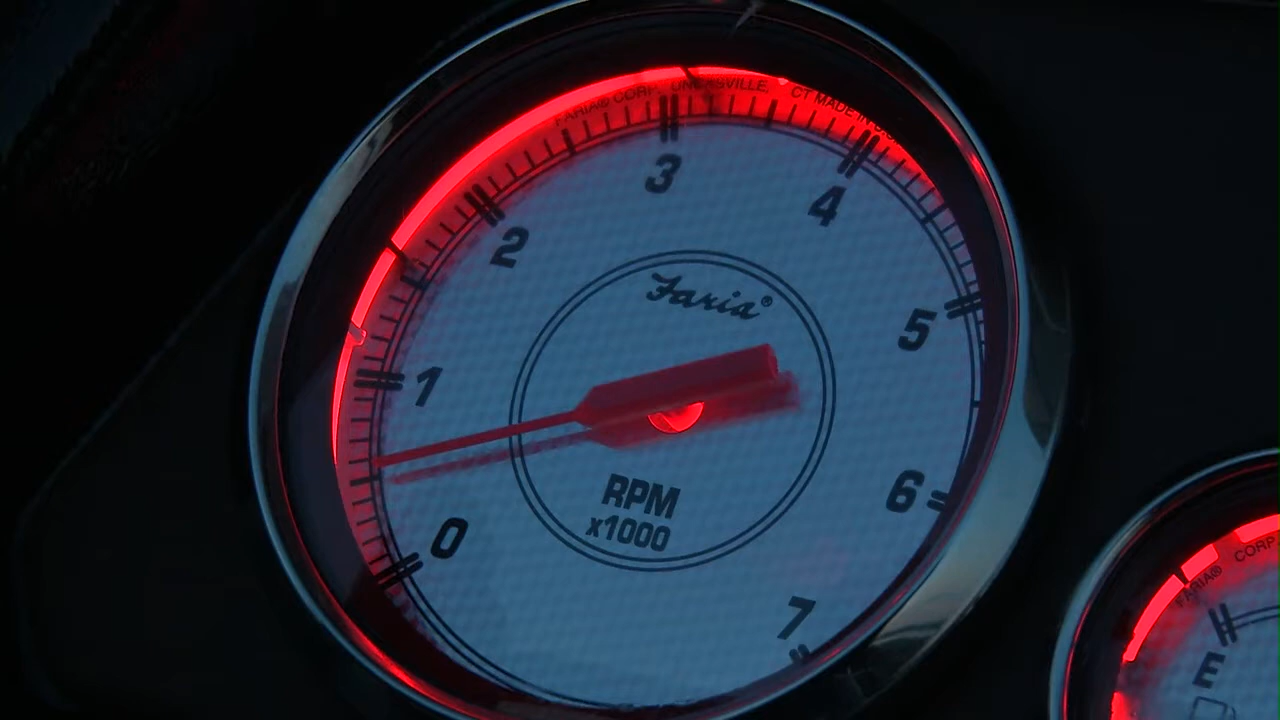 FARIA® CORP. UNCASVILLE, CT MADE IN U.S.
3
4
2
Faria®
5
1
6
RPM
x1000
0
7
FARIA® CORP
E